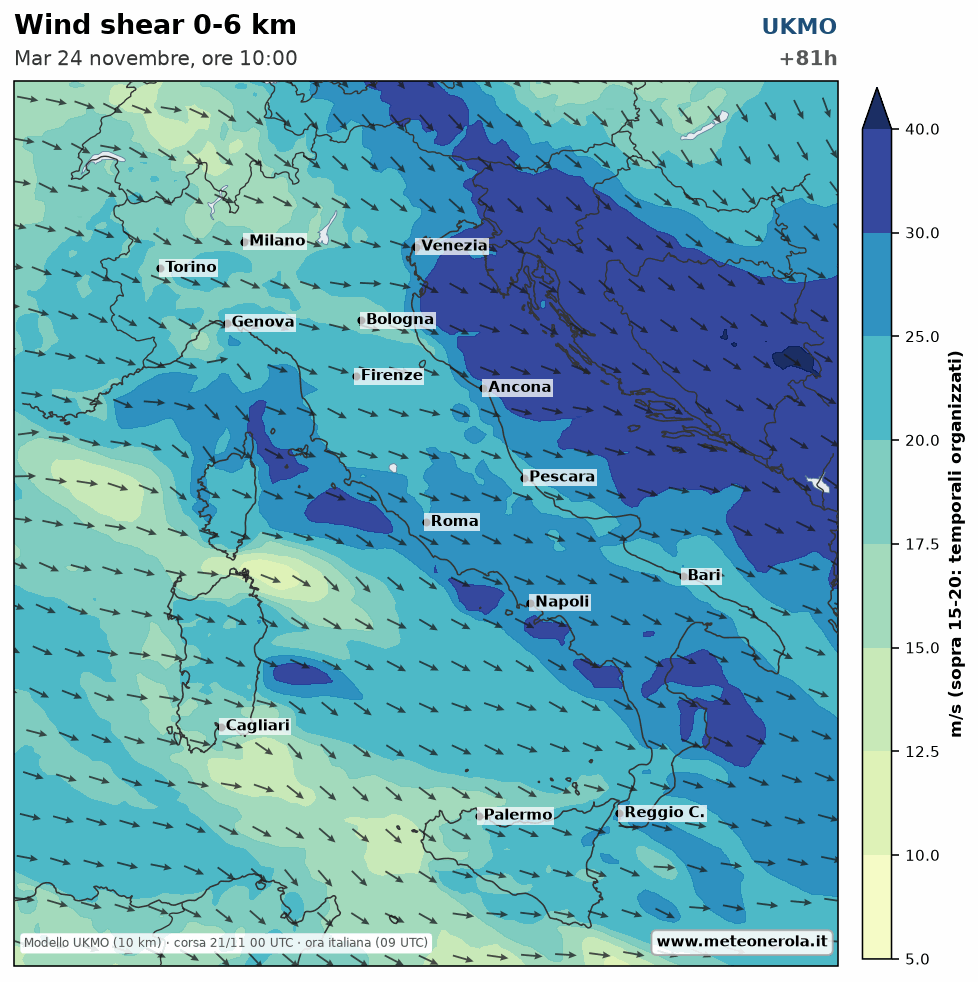 Wind shear 0-6 km
UKMO
Mar 24 novembre, ore 10:00
+81h
40.0
30.0
25.0
20.0
17.5
15.0
12.5
10.0
5.0
m/s (sopra 15-20: temporali organizzati)
Milano
Venezia
Torino
Genova
Bologna
Firenze
Ancona
Pescara
Roma
Bari
Napoli
Cagliari
Palermo
Reggio C.
Modello UKMO (10 km) · corsa 21/11 00 UTC · ora italiana (09 UTC)
www.meteonerola.it